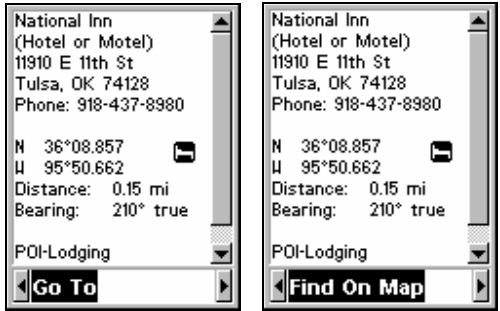 National Inn
(Hotel or Motel)
11910 E 11th St
Tulsa, OK 74128
Phone: 918-437-8980
N 36°08.857
W 95°50.662
Distance: 0.15 mi
Bearing: 210° true
POI-Lodging
Go To
National Inn
(Hotel or Motel)
11910 E 11th St
Tulsa, OK 74128
Phone: 918-437-8980
N 36°08.857
W 95°50.662
Distance: 0.15 mi
Bearing: 210° true
POI-Lodging
Find On Map